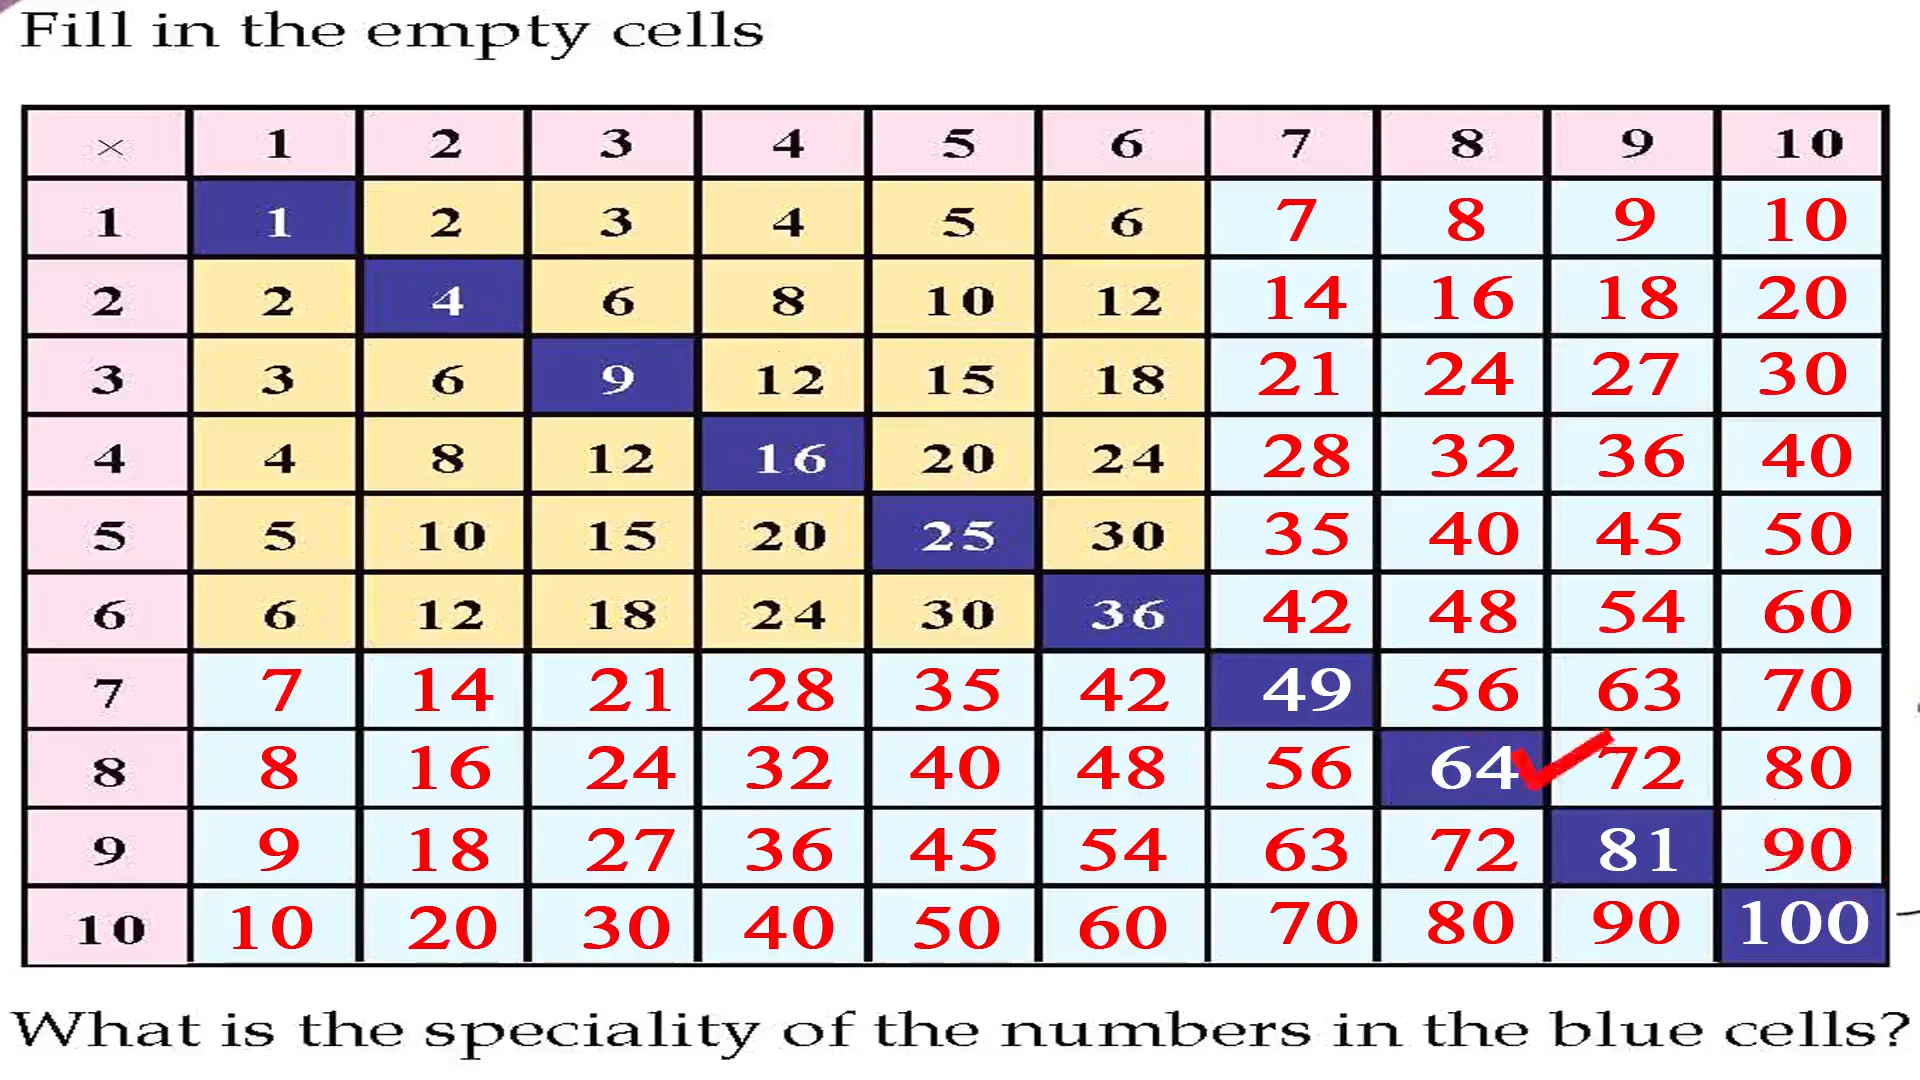 Fill in the empty cells
× 1 2 3 4 5 6 7 8 9 10
1 1 2 3 4 5 6 7 8 9 10
2 2 4 6 8 10 12 14 16 18 20
3 3 6 9 12 15 18 21 24 27 30
4 4 8 12 16 20 24 28 32 36 40
5 5 10 15 20 25 30 35 40 45 50
6 6 12 18 24 30 36 42 48 54 60
7 7 14 21 28 35 42 49 56 63 70
8 8 16 24 32 40 48 56 64 72 80
9 9 18 27 36 45 54 63 72 81 90
10 10 20 30 40 50 60 70 80 90 100
What is the speciality of the numbers in the blue cells?